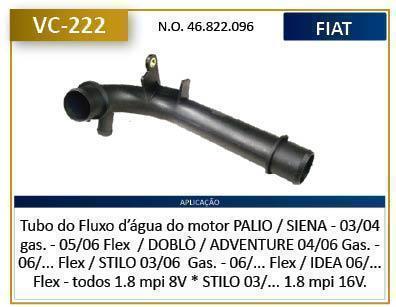 VC-222
N.O. 46.822.096
FIAT
APLICAÇÃO
Tubo do Fluxo d'água do motor PALIO / SIENA - 03/04
gas. - 05/06 Flex / DOBLÒ / ADVENTURE 04/06 Gas. -
06/... Flex / STILO 03/06 Gas. - 06/... Flex / IDEA 06/...
Flex - todos 1.8 mpi 8V * STILO 03/... 1.8 mpi 16V.